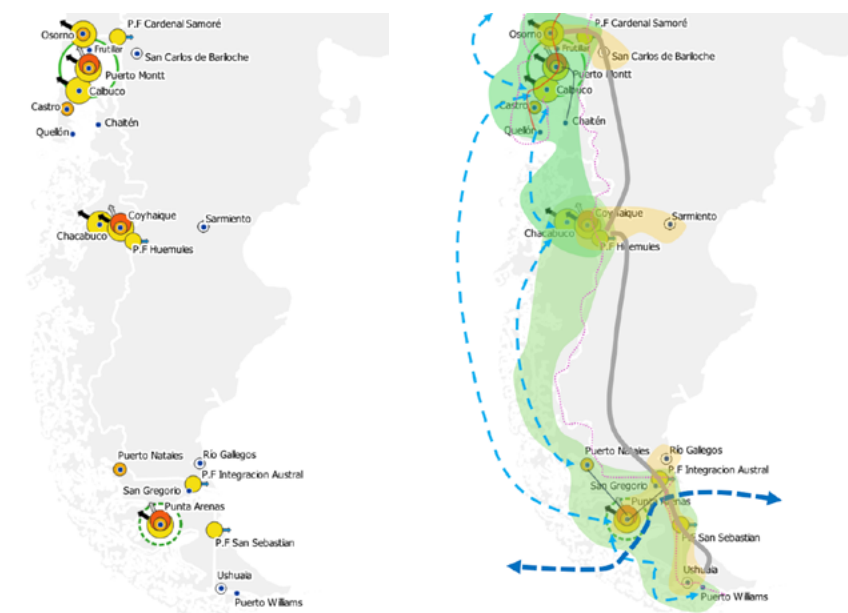 P.F Cardenal Samoré
Osorno
Frutillar
San Carlos de Bariloche
Puerto Montt
Calbuco
Castro
Chaitén
Quellón
Coyhaique
Sarmiento
Chacabuco
P.F Huemules
Puerto Natales
Río Gallegos
P.F Integracion Austral
San Gregorio
Punta Arenas
P.F San Sebastian
Ushuaia
Puerto Williams
P.F Cardenal Samoré
Osorno
Frutillar
San Carlos de Bariloche
Puerto Montt
Calbuco
Castro
Chaitén
Quellón
Coyhaique
Sarmiento
Chacabuco
P.F Huemules
Puerto Natales
Río Gallegos
P.F Integracion Austral
San Gregorio
Punta Arenas
P.F San Sebastian
Ushuaia
Puerto Williams